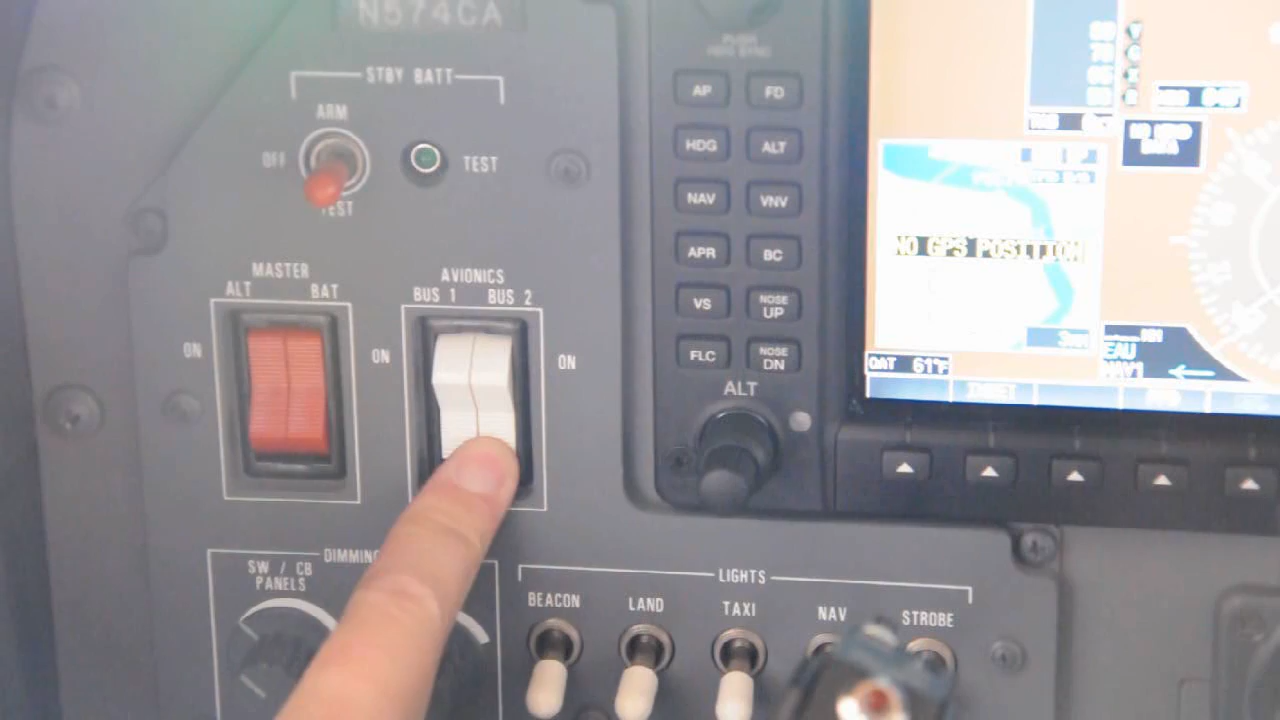 N574CA
STBY BATT
ARM
OFF
TEST
TEST
MASTER
ALT BAT
ON
AVIONICS
BUS 1 BUS 2
ON
ON
DIMMING
SW / CB
PANELS
LIGHTS
BEACON
LAND
TAXI
NAV
STROBE
AP
FD
HDG
ALT
NAV
VNV
APR
BC
VS
NOSE
UP
FLC
NOSE
DN
ALT
NO GPS POSITION
OAT 61°F
NAV1